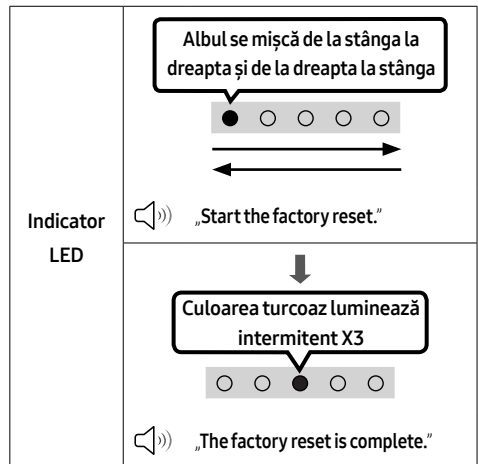 Albul se mișcă de la stânga la
dreapta și de la dreapta la stânga
Indicator
LED
„Start the factory reset.”
Culoarea turcoaz luminează
intermitent X3
„The factory reset is complete.”